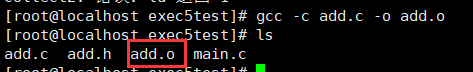 [root@localhost exec5test]# gcc -c add.c -o add.o
[root@localhost exec5test]# ls
add.c add.h add.o main.c
[root@localhost exec5test]#